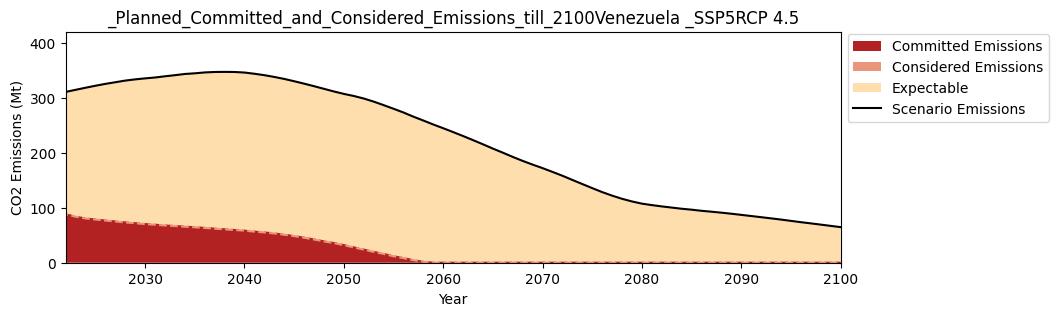 _Planned_Committed_and_Considered_Emissions_till_2100Venezuela _SSP5RCP 4.5
CO2 Emissions (Mt)
400
300
200
100
0
2030 2040 2050 2060 2070 2080 2090 2100
Year
Committed Emissions
Considered Emissions
Expectable
Scenario Emissions